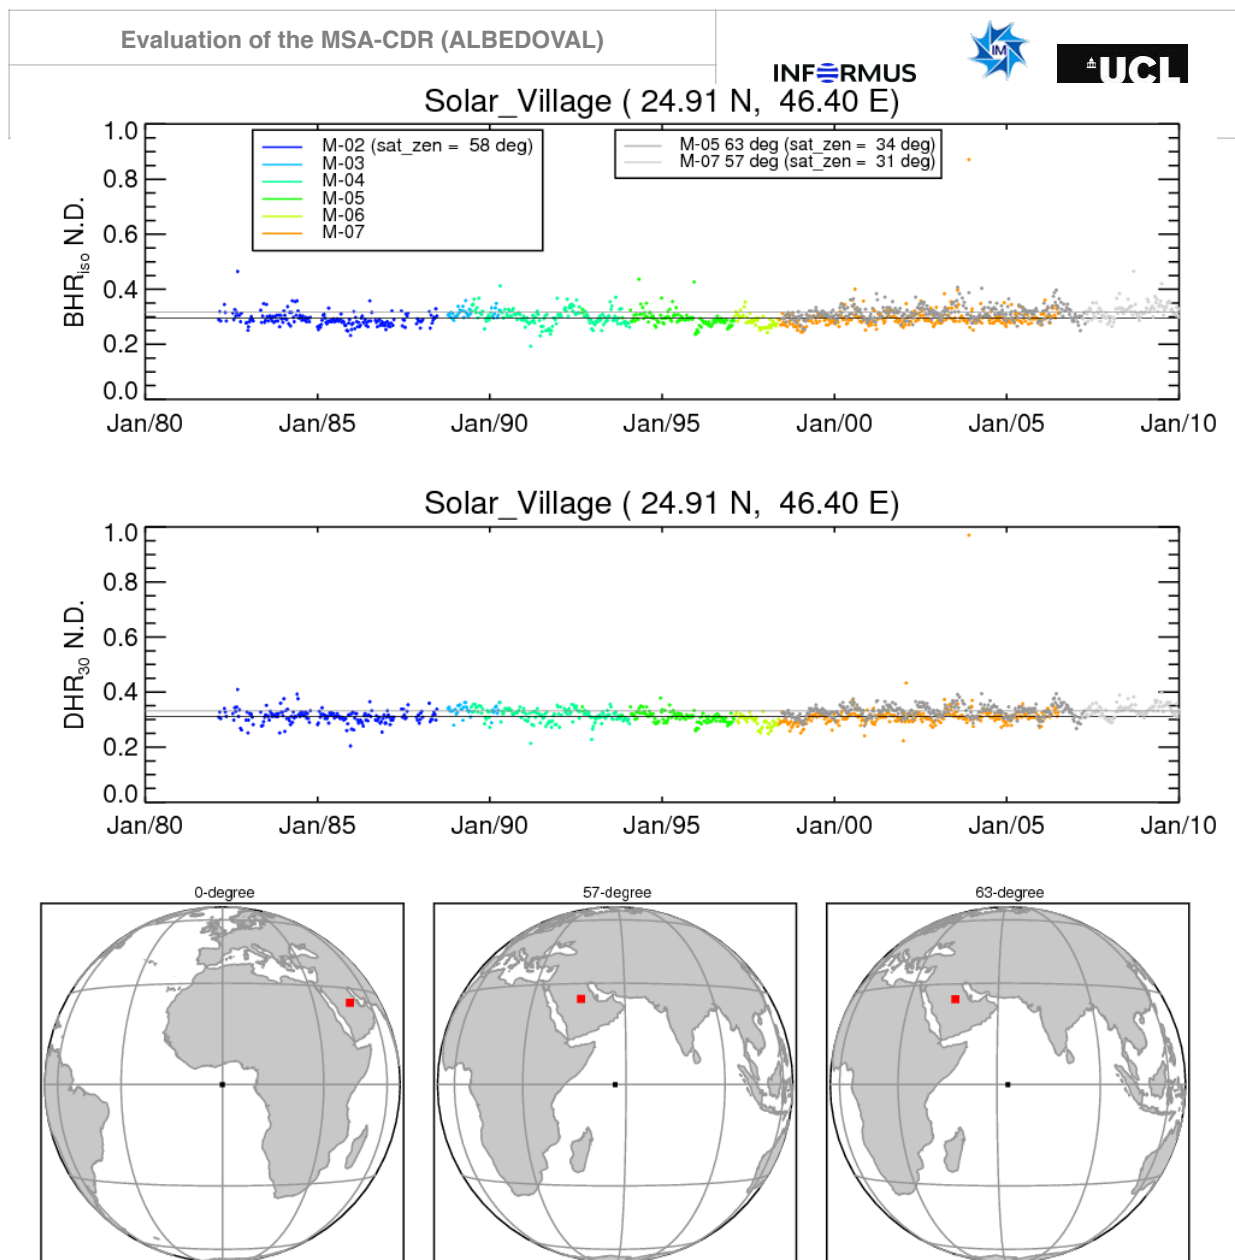 Evaluation of the MSA-CDR (ALBEDOVAL)
INFORMUS
IM
UCL
Solar_Village ( 24.91 N, 46.40 E)
1.0
0.8
0.6
0.4
0.2
0.0
BHRiso N.D.
M-02 (sat_zen = 58 deg)
M-03
M-04
M-05
M-06
M-07
M-05 63 deg (sat_zen = 34 deg)
M-07 57 deg (sat_zen = 31 deg)
Jan/80 Jan/85 Jan/90 Jan/95 Jan/00 Jan/05 Jan/10
Solar_Village ( 24.91 N, 46.40 E)
1.0
0.8
0.6
0.4
0.2
0.0
DHR30 N.D.
Jan/80 Jan/85 Jan/90 Jan/95 Jan/00 Jan/05 Jan/10
0-degree 57-degree 63-degree